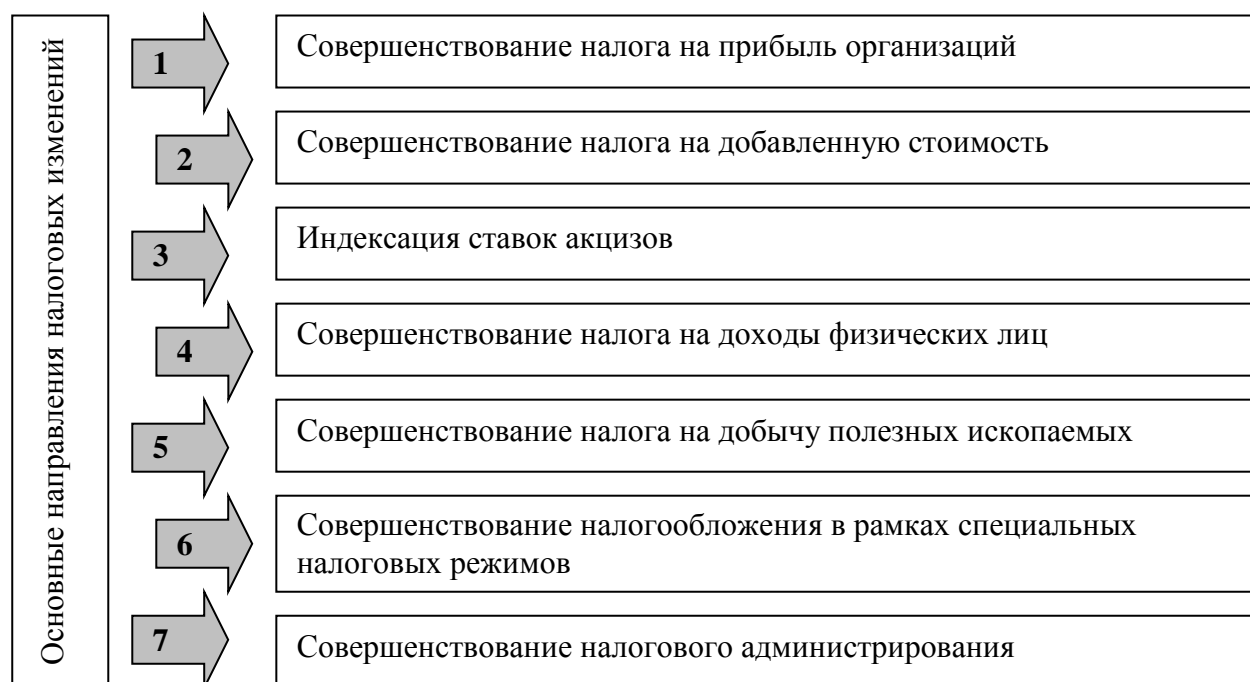 Основные направления налоговых изменений
1
Совершенствование налога на прибыль организаций
2
Совершенствование налога на добавленную стоимость
3
Индексация ставок акцизов
4
Совершенствование налога на доходы физических лиц
5
Совершенствование налога на добычу полезных ископаемых
6
Совершенствование налогообложения в рамках специальных
налоговых режимов
7
Совершенствование налогового администрирования